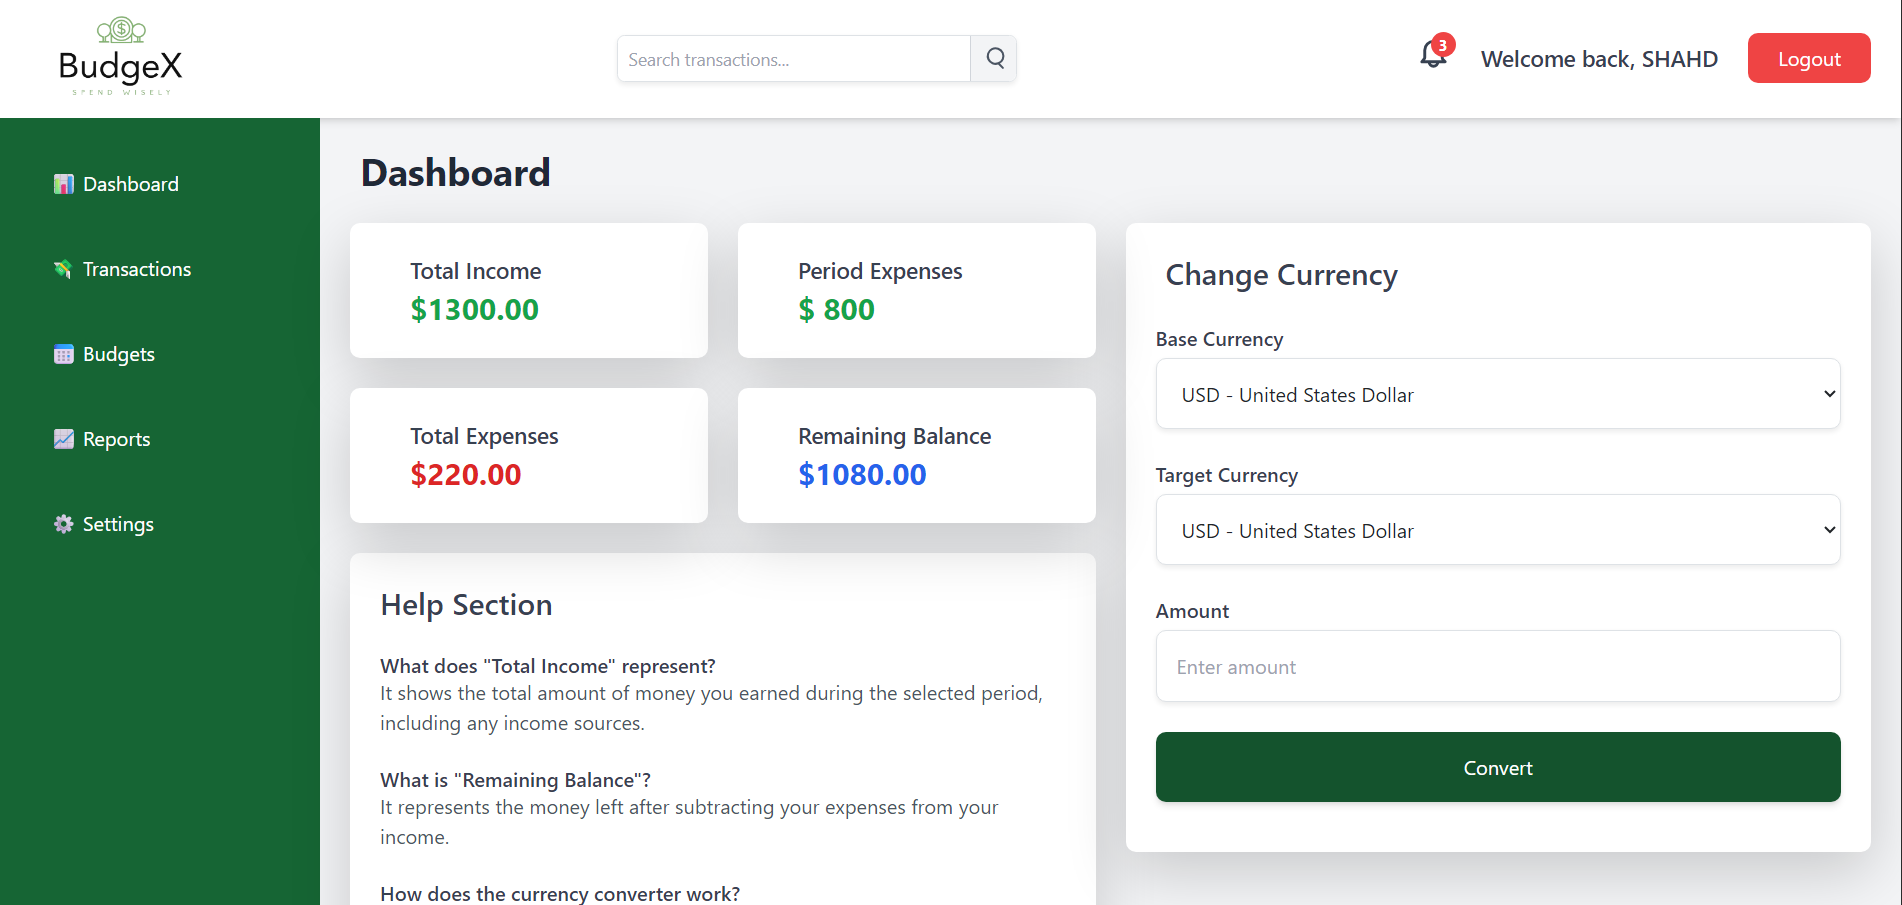 BudgeX
SPEND WISELY
Search transactions...
3
Welcome back, SHAHD
Logout
Dashboard
Transactions
Budgets
Reports
Settings
Dashboard
Total Income
$1300.00
Period Expenses
$ 800
Total Expenses
$220.00
Remaining Balance
$1080.00
Help Section
What does "Total Income" represent?
It shows the total amount of money you earned during the selected period,
including any income sources.
What is "Remaining Balance"?
It represents the money left after subtracting your expenses from your
income.
How does the currency converter work?
Change Currency
Base Currency
USD - United States Dollar
Target Currency
USD - United States Dollar
Amount
Enter amount
Convert